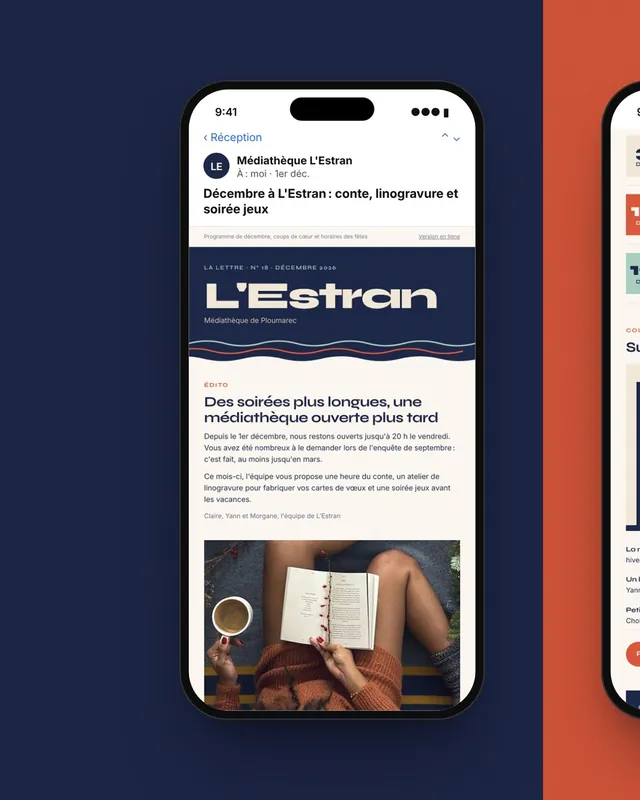 9:41
‹ Réception
LE
Médiathèque L'Estran
À : moi · 1er déc.
Décembre à L'Estran : conte, linogravure et
soirée jeux
Programme de décembre, coups de cœur et horaires des fêtes
Version en ligne
LA LETTRE · N° 18 · DÉCEMBRE 2026
L'Estran
Médiathèque de Ploumarec
ÉDITO
Des soirées plus longues, une
médiathèque ouverte plus tard
Depuis le 1er décembre, nous restons ouverts jusqu'à 20 h le vendredi.
Vous avez été nombreux à le demander lors de l'enquête de septembre :
c'est fait, au moins jusqu'en mars.
Ce mois-ci, l'équipe vous propose une heure du conte, un atelier de
linogravure pour fabriquer vos cartes de vœux et une soirée jeux avant
les vacances.
Claire, Yann et Morgane, l'équipe de L'Estran